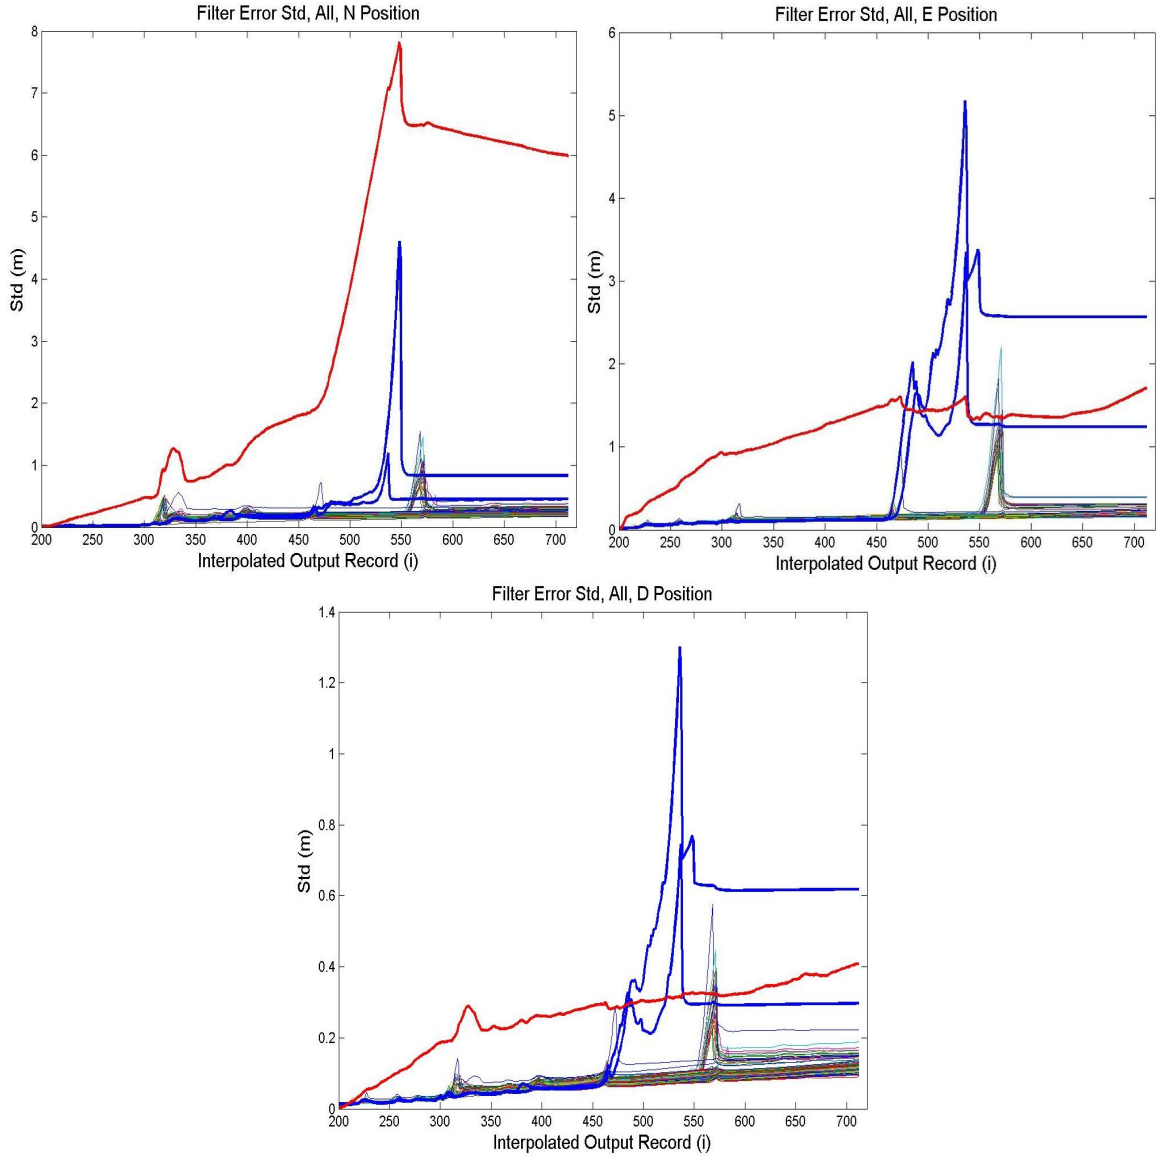 Filter Error Std, All, N Position
8
7
6
5
4
3
2
1
0
Std (m)
200 250 300 350 400 450 500 550 600 650 700
Interpolated Output Record (i)
Filter Error Std, All, E Position
6
5
4
3
2
1
0
Std (m)
200 250 300 350 400 450 500 550 600 650 700
Interpolated Output Record (i)
Filter Error Std, All, D Position
1.4
1.2
1
0.8
0.6
0.4
0.2
0
Std (m)
200 250 300 350 400 450 500 550 600 650 700
Interpolated Output Record (i)